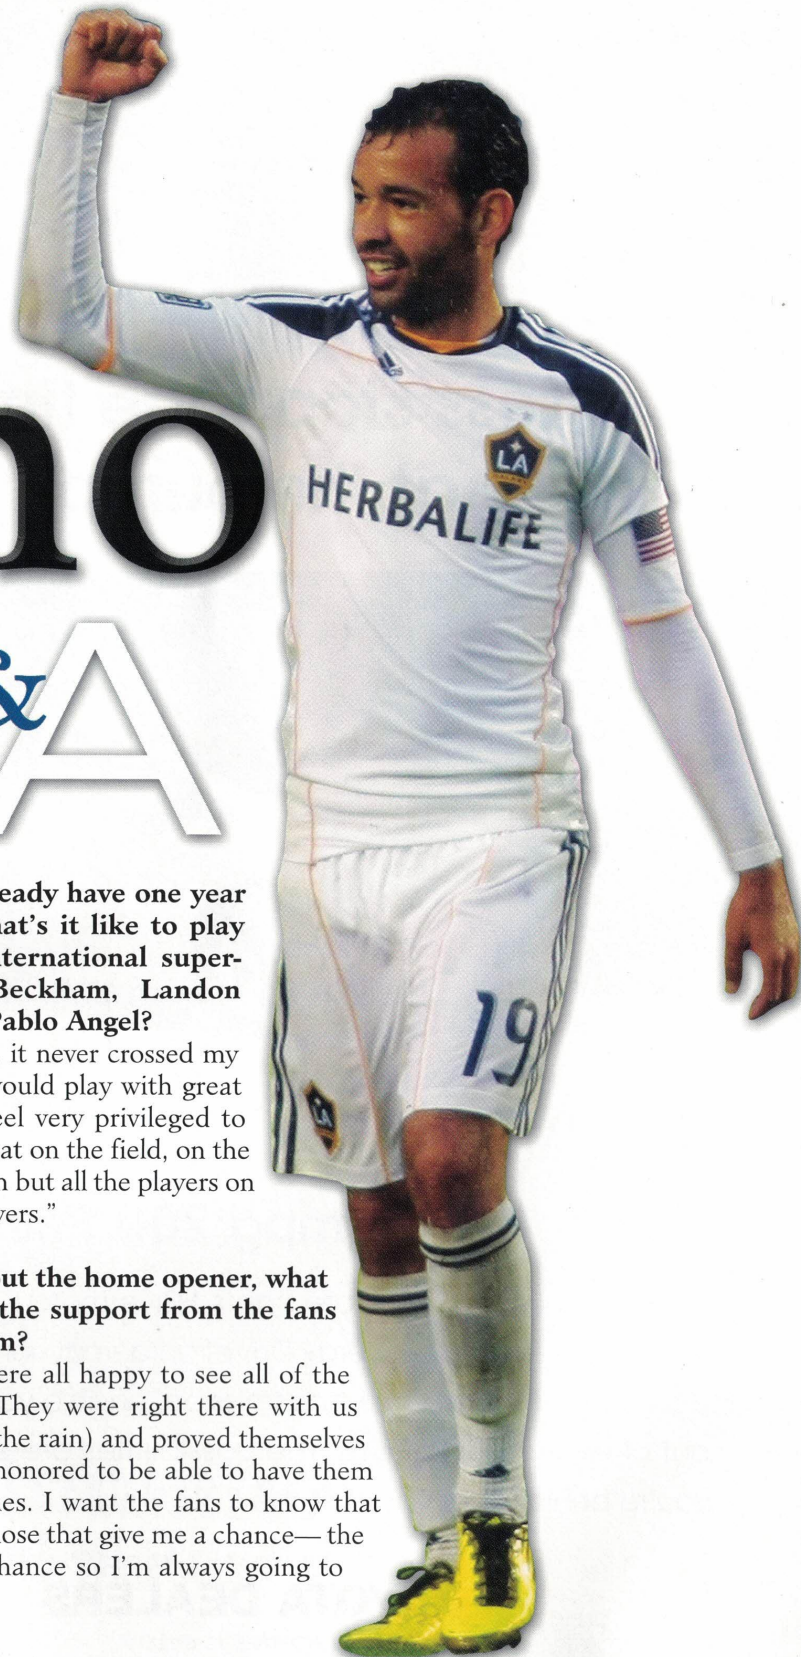 no
&A
HERBALIFE
LA
GALAXY
19
LA
eady have one year
at's it like to play
ternational super-
Beckham, Landon
Pablo Angel?
it never crossed my
ould play with great
eel very privileged to
at on the field, on the
n but all the players on
yers."
out the home opener, what
the support from the fans
m?
ere all happy to see all of the
They were right there with us
the rain) and proved themselves
honored to be able to have them
es. I want the fans to know that
ose that give me a chance— the
hance so I'm always going to